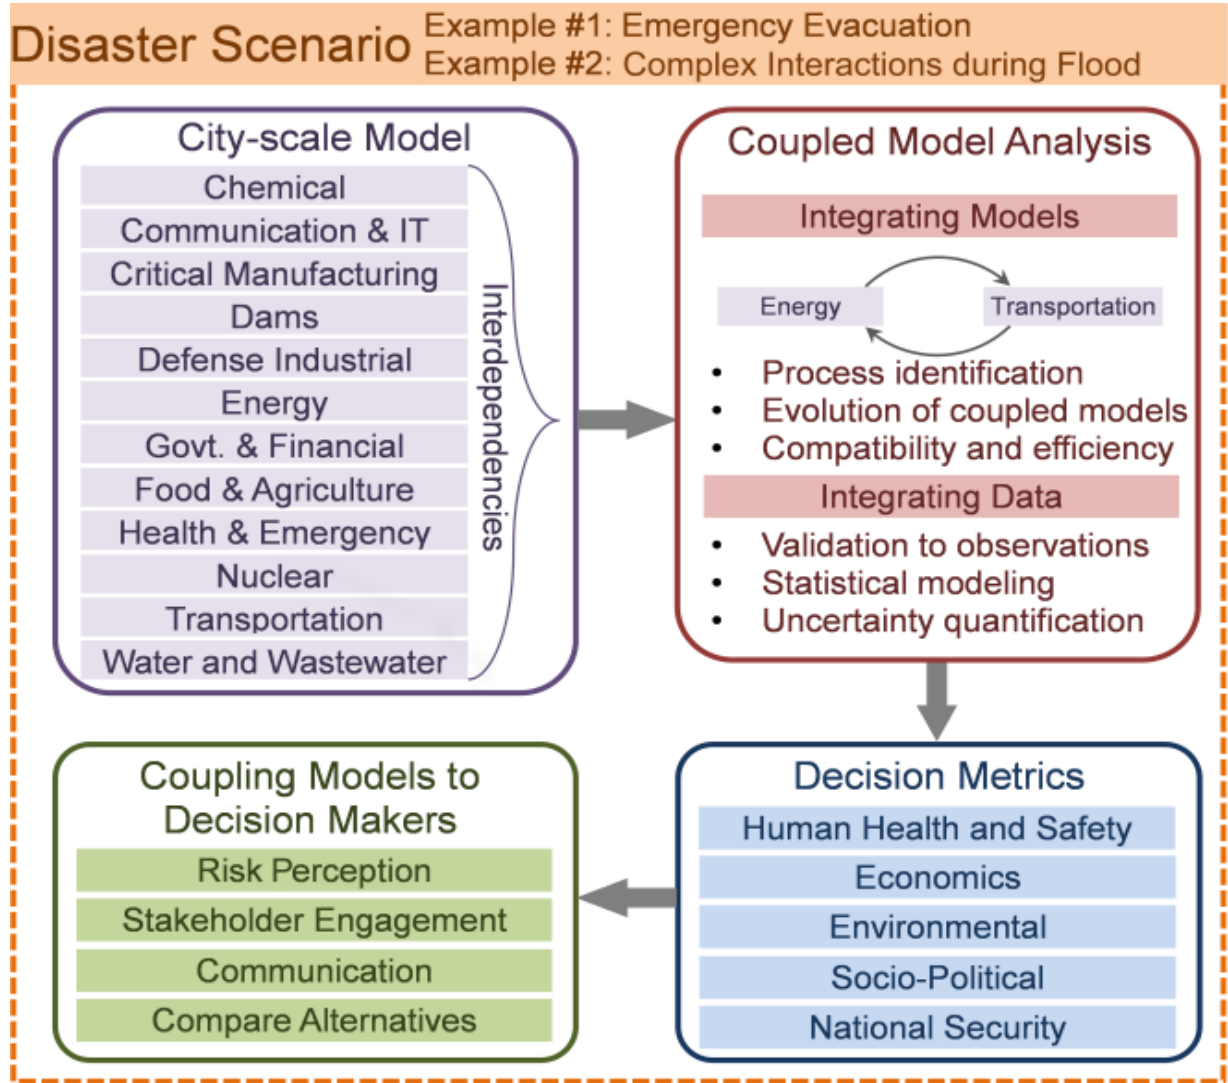 Disaster Scenario
Example #1: Emergency Evacuation
Example #2: Complex Interactions during Flood
City-scale Model
Chemical
Communication & IT
Critical Manufacturing
Dams
Defense Industrial
Energy
Govt. & Financial
Food & Agriculture
Health & Emergency
Nuclear
Transportation
Water and Wastewater
Interdependencies
Coupled Model Analysis
Integrating Models
Energy
Transportation
• Process identification
• Evolution of coupled models
• Compatibility and efficiency
Integrating Data
• Validation to observations
• Statistical modeling
• Uncertainty quantification
Decision Metrics
Human Health and Safety
Economics
Environmental
Socio-Political
National Security
Coupling Models to
Decision Makers
Risk Perception
Stakeholder Engagement
Communication
Compare Alternatives